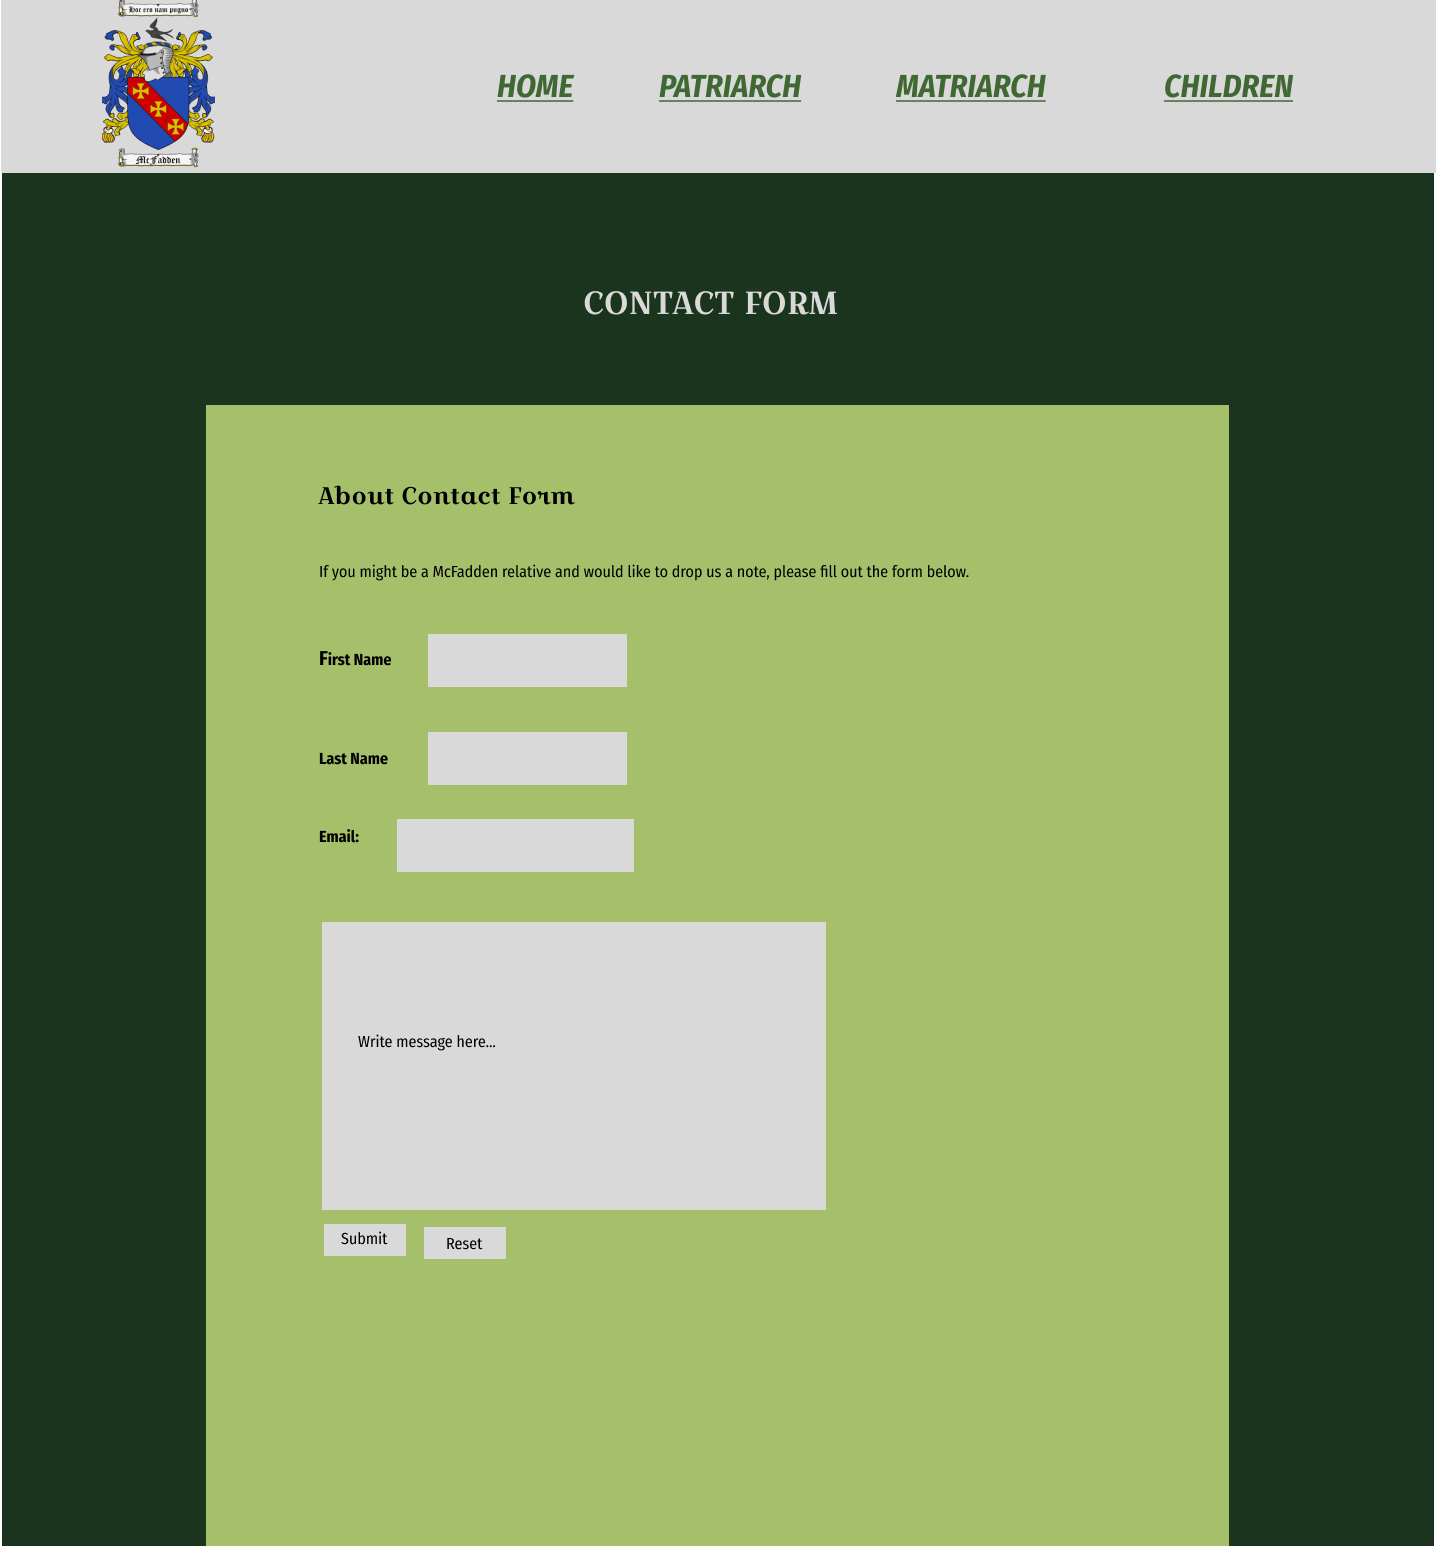 Hoc ero nam pugno
McFadden
HOME PATRIARCH MATRIARCH CHILDREN
CONTACT FORM
About Contact Form
If you might be a McFadden relative and would like to drop us a note, please fill out the form below.
First Name
Last Name
Email:
Write message here...
Submit
Reset